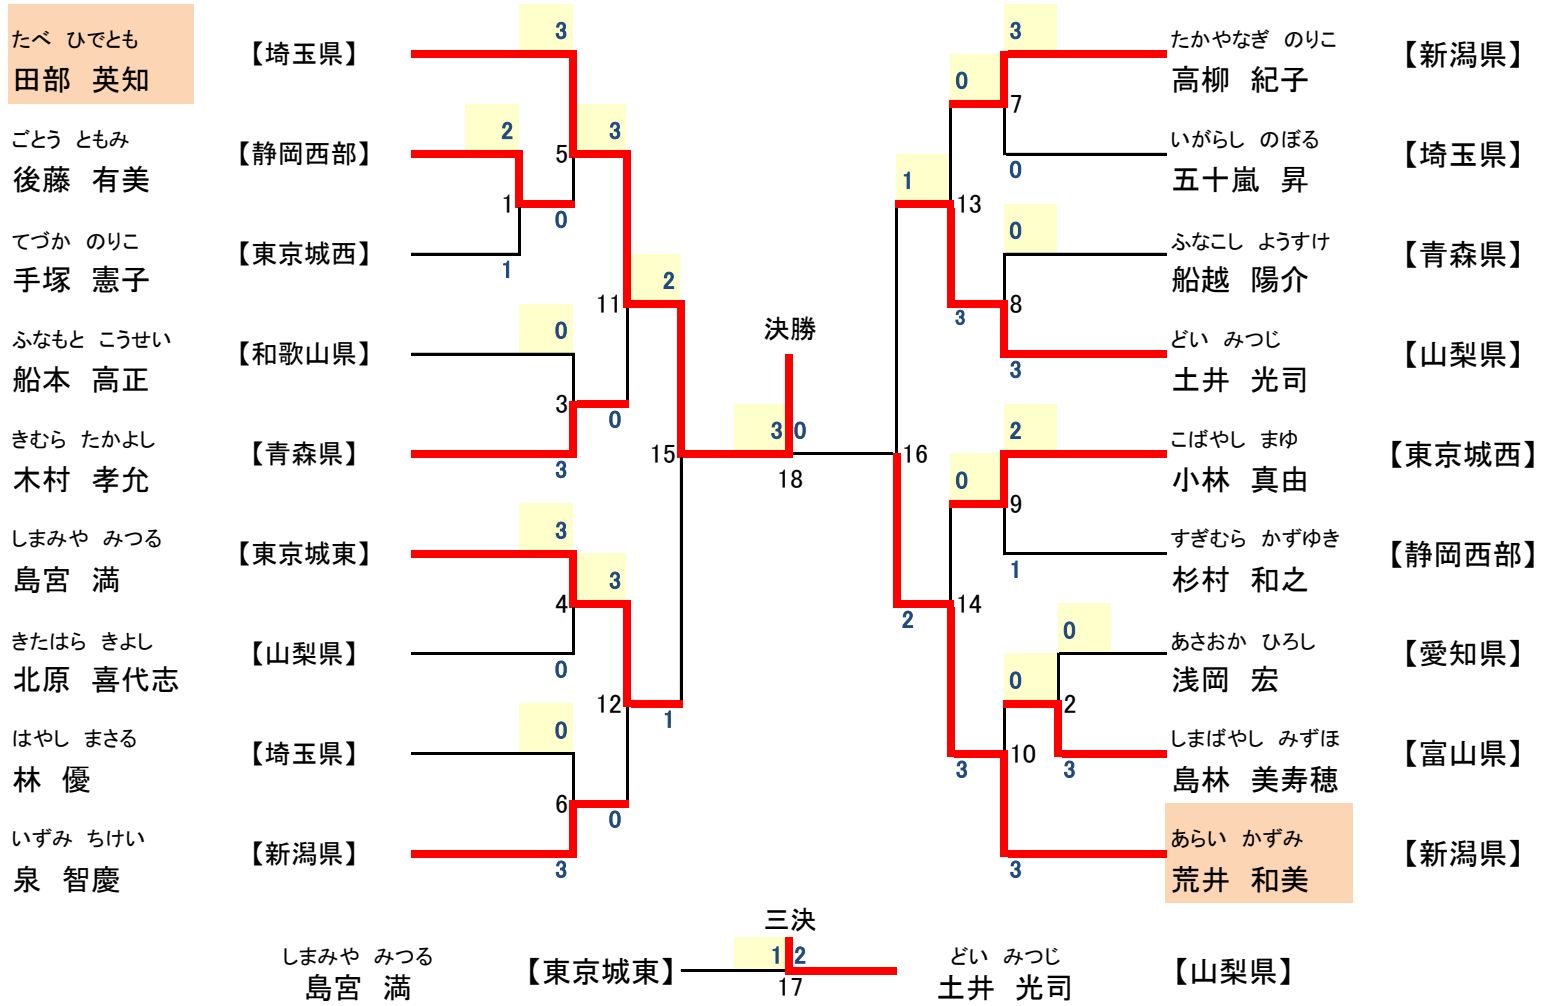 たべ ひでとも
田部 英知
【埼玉県】
3
ごとう ともみ
後藤 有美
【静岡西部】
2
3
5
1
0
てづか のりこ
手塚 憲子
【東京城西】
1
2
11
ふなもと こうせい
船本 高正
【和歌山県】
0
3
0
きむら たかよし
木村 孝允
【青森県】
3
15
しまみや みつる
島宮 満
【東京城東】
3
3
4
きたはら きよし
北原 喜代志
【山梨県】
0
12
1
はやし まさる
林 優
【埼玉県】
0
6
0
いずみ ちけい
泉 智慶
【新潟県】
3
決勝
3 0
18
3
たかやなぎ のりこ
高柳 紀子
【新潟県】
0
7
いがらし のぼる
五十嵐 昇
【埼玉県】
0
1
13
0
ふなこし ようすけ
船越 陽介
【青森県】
3
8
どい みつじ
土井 光司
【山梨県】
3
2
こばやし まゆ
小林 真由
【東京城西】
16
0
9
すぎむら かずゆき
杉村 和之
【静岡西部】
1
2
14
0
あさおか ひろし
浅岡 宏
【愛知県】
0
2
10
3
3
しまばやし みずほ
島林 美寿穂
【富山県】
あらい かずみ
荒井 和美
【新潟県】
3
三決
しまみや みつる
島宮 満
【東京城東】
1 2
17
どい みつじ
土井 光司
【山梨県】